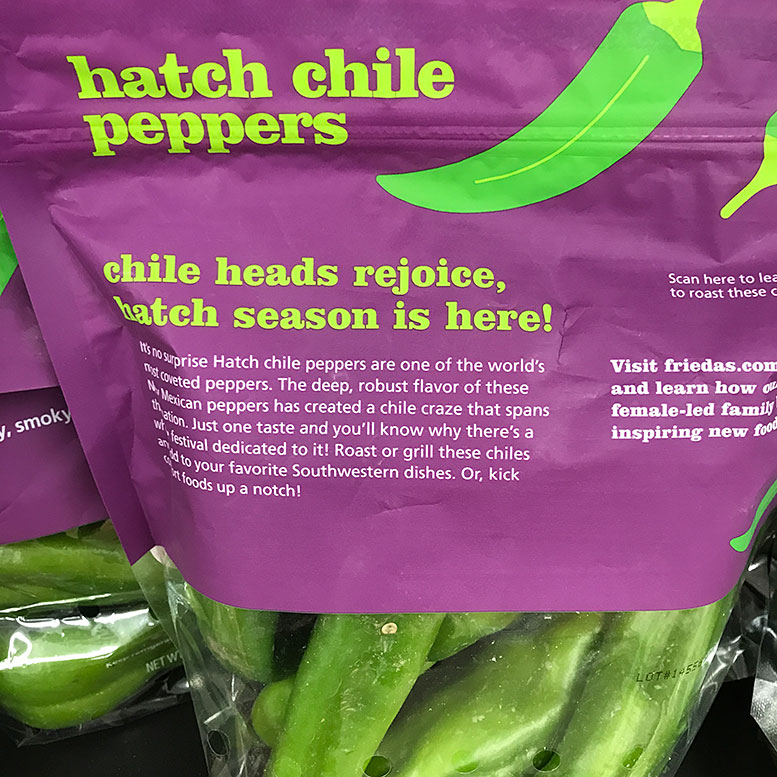 hatch chile
peppers
chile heads rejoice,
hatch season is here!
It's no surprise Hatch chile peppers are one of the world's
most coveted peppers. The deep, robust flavor of these
Mexican peppers has created a chile craze that spans
Just one taste and you'll know why there's a
festival dedicated to it! Roast or grill these chiles
to your favorite Southwestern dishes. Or, kick
foods up a notch!
Scan here to
to roast these
Visit friedas.com
and learn how
female-led family
inspiring new
smoky
NET
LOT#